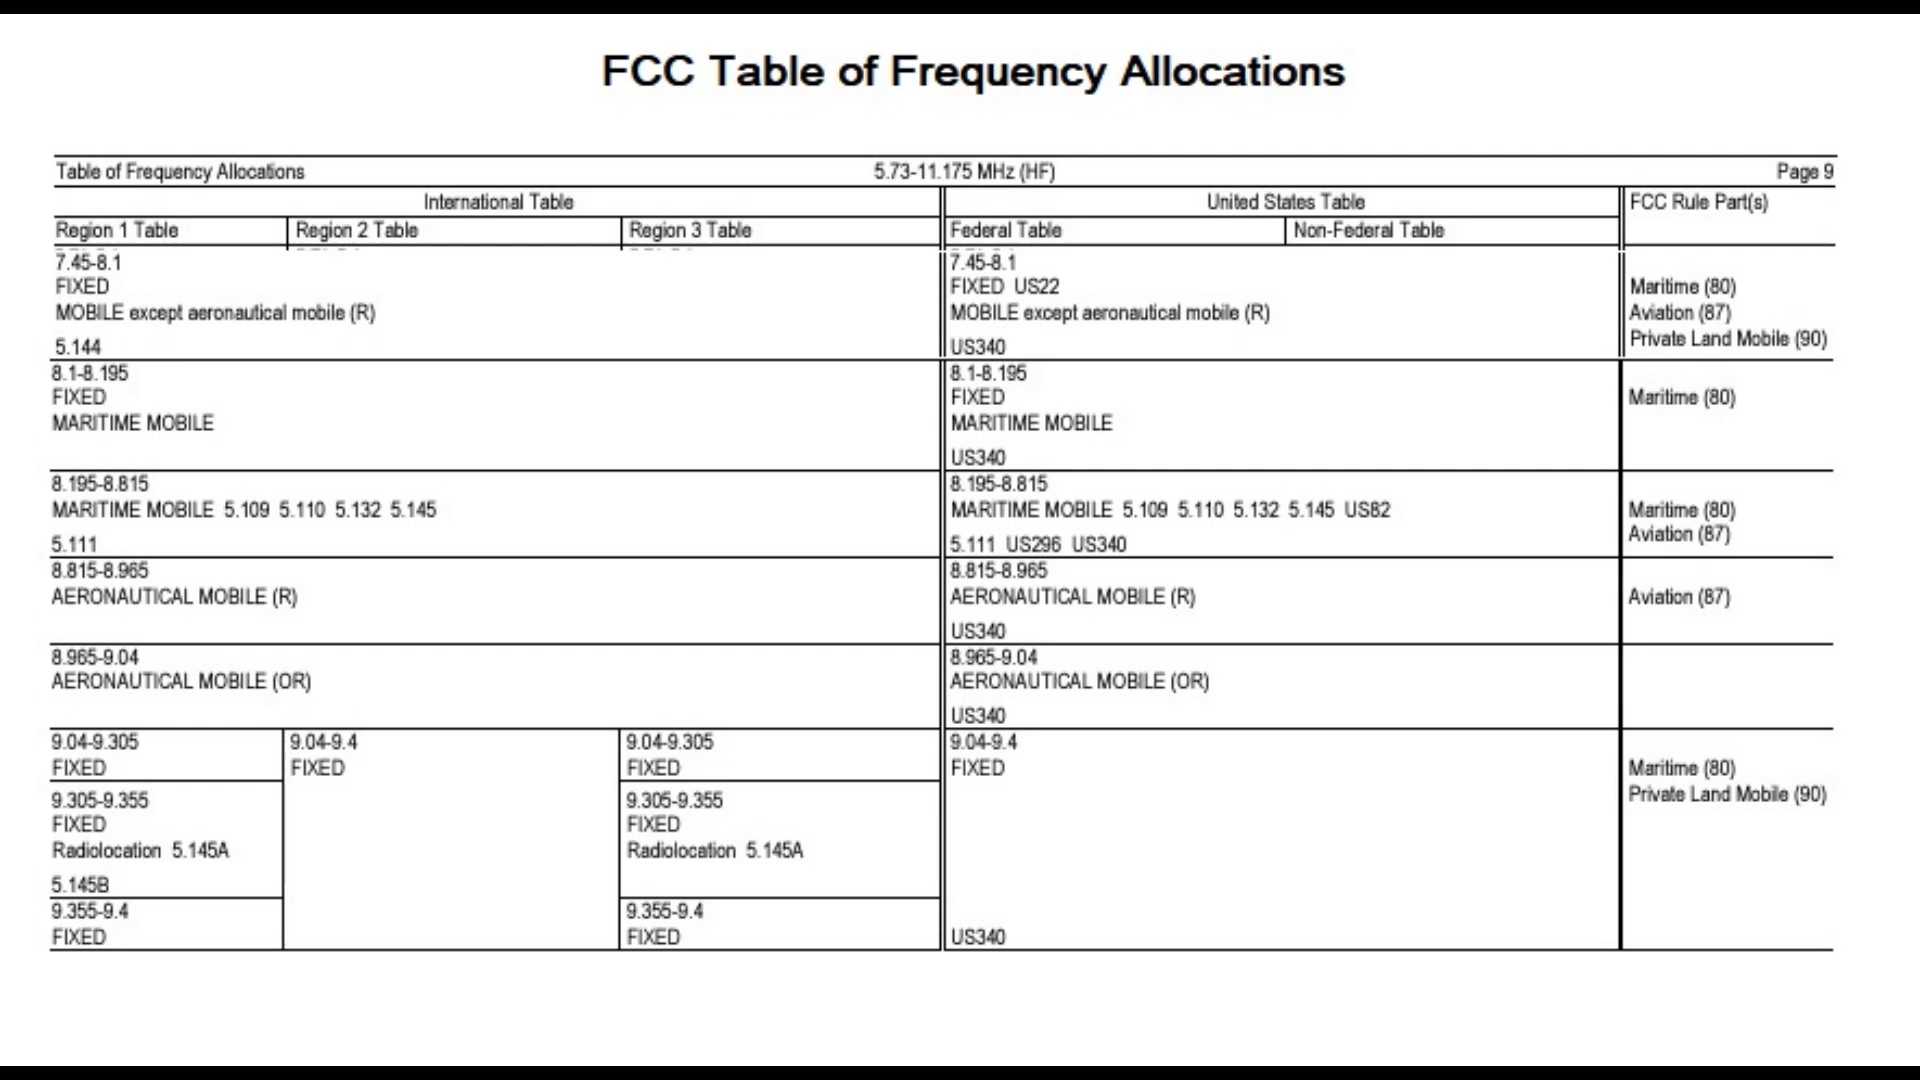 FCC Table of Frequency Allocations
Table of Frequency Allocations 5.73-11.175 MHz (HF) Page 9
International Table United States Table FCC Rule Part(s)
Region 1 Table Region 2 Table Region 3 Table Federal Table Non-Federal Table
7.45-8.1
FIXED
MOBILE except aeronautical mobile (R)
5.144
7.45-8.1
FIXED US22
MOBILE except aeronautical mobile (R)
US340
Maritime (80)
Aviation (87)
Private Land Mobile (90)
8.1-8.195
FIXED
MARITIME MOBILE
8.1-8.195
FIXED
MARITIME MOBILE
US340
Maritime (80)
8.195-8.815
MARITIME MOBILE 5.109 5.110 5.132 5.145
5.111
8.195-8.815
MARITIME MOBILE 5.109 5.110 5.132 5.145 US82
5.111 US296 US340
Maritime (80)
Aviation (87)
8.815-8.965
AERONAUTICAL MOBILE (R)
8.815-8.965
AERONAUTICAL MOBILE (R)
US340
Aviation (87)
8.965-9.04
AERONAUTICAL MOBILE (OR)
8.965-9.04
AERONAUTICAL MOBILE (OR)
US340
9.04-9.305
FIXED
9.305-9.355
FIXED
Radiolocation 5.145A
5.145B
9.355-9.4
FIXED
9.04-9.4
FIXED
9.04-9.305
FIXED
9.305-9.355
FIXED
Radiolocation 5.145A
9.355-9.4
FIXED
9.04-9.4
FIXED
US340
Maritime (80)
Private Land Mobile (90)